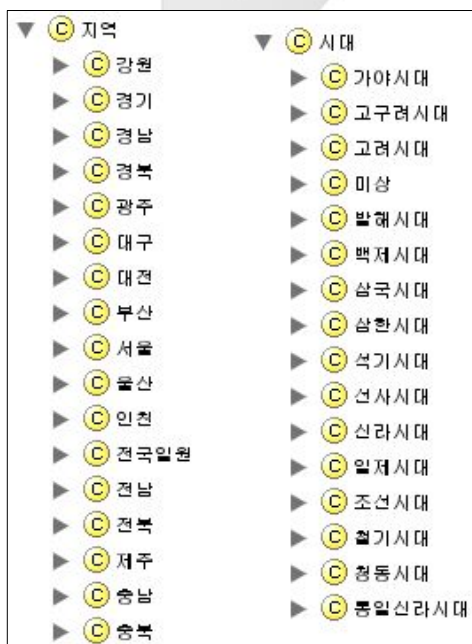 지역
강원
경기
경남
경북
광주
대구
대전
부산
서울
울산
인천
전국일원
전남
전북
제주
충남
충북
시대
가야시대
고구려시대
고려시대
미상
발해시대
백제시대
삼국시대
삼한시대
석기시대
선사시대
신라시대
일제시대
조선시대
철기시대
청동시대
통일신라시대